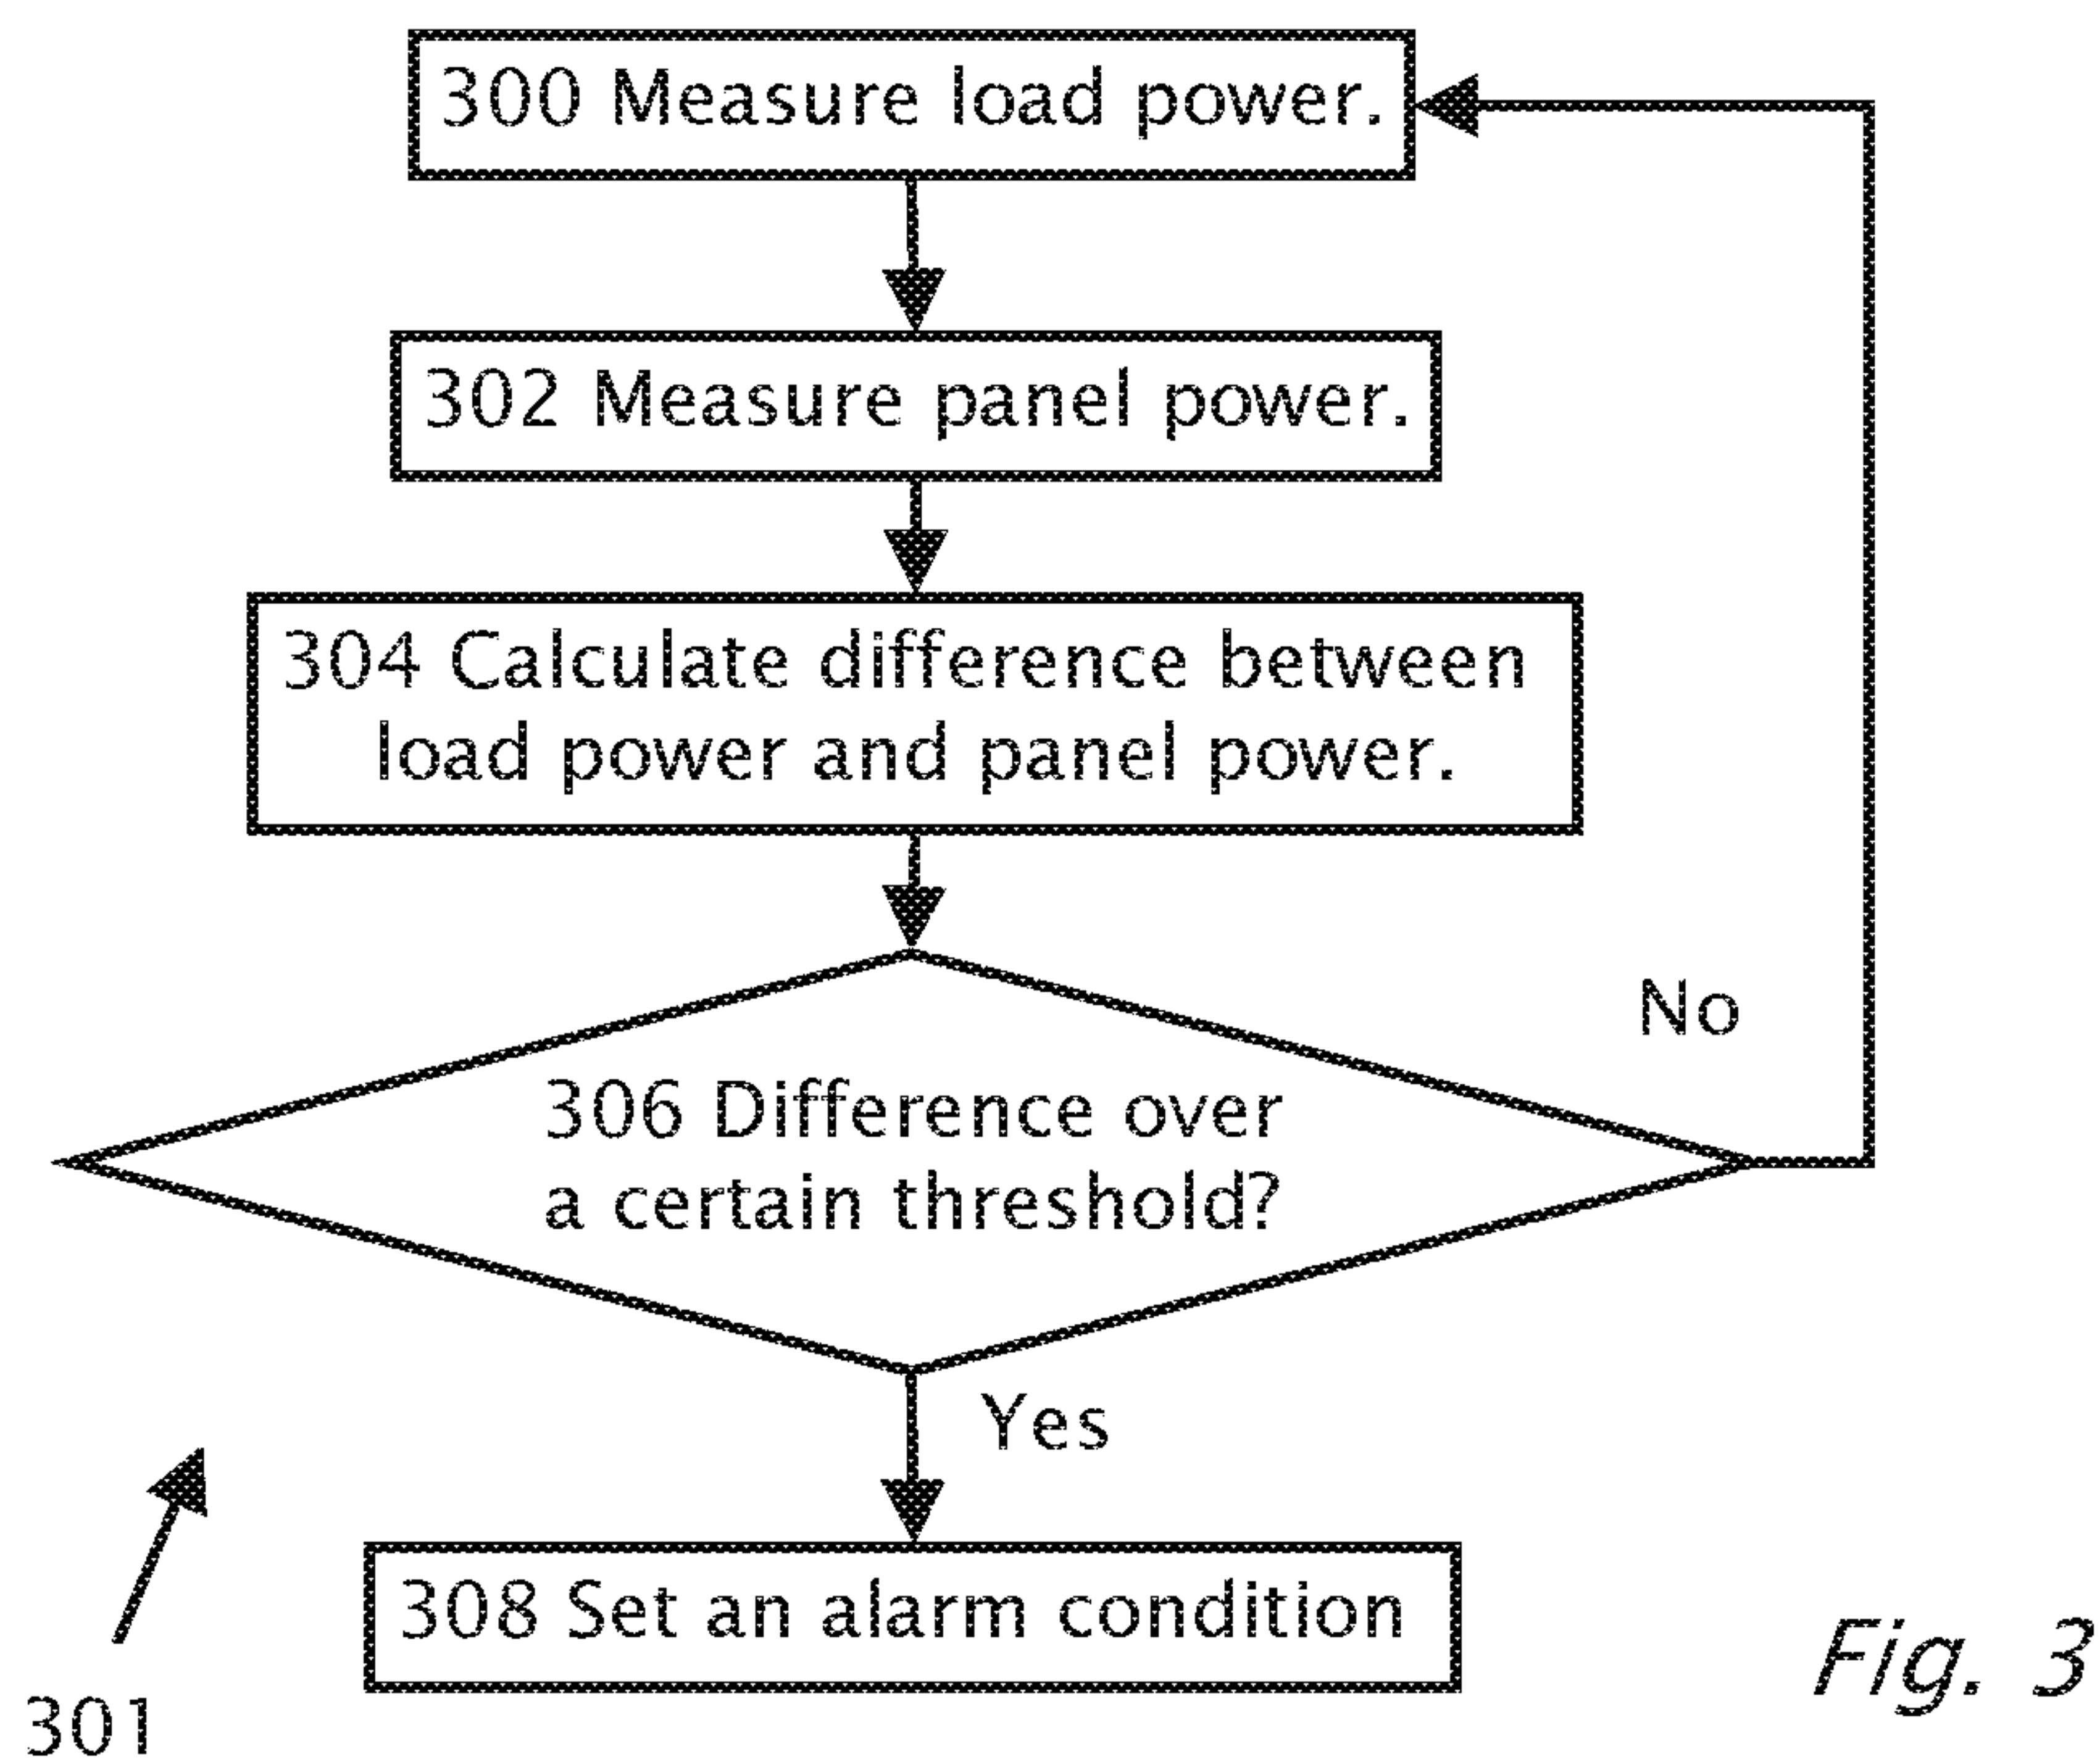 300 Measure load power.
302 Measure panel power.
304 Calculate difference between
load power and panel power.
No
306 Difference over
a certain threshold?
Yes
308 Set an alarm condition
Fig. 3
301